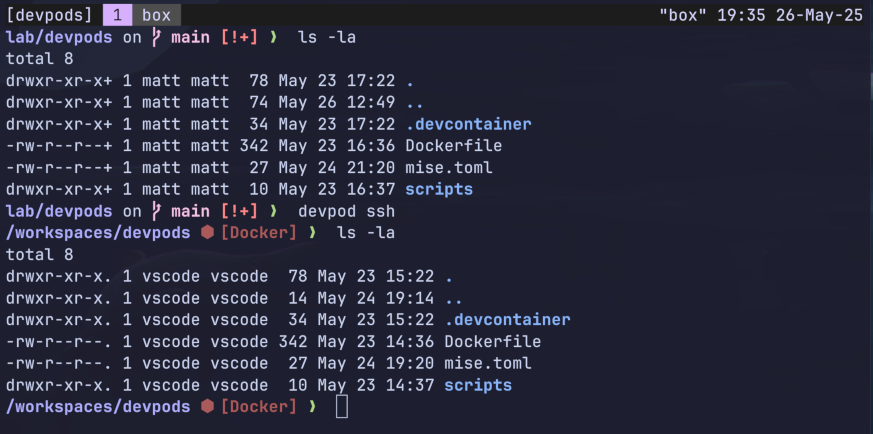 [devpods] 1 box "box" 19:35 26-May-25
lab/devpods on main [!+] ❯ ls -la
total 8
drwxr-xr-x+ 1 matt matt  78 May 23 17:22 .
drwxr-xr-x+ 1 matt matt  74 May 26 12:49 ..
drwxr-xr-x+ 1 matt matt  34 May 23 17:22 .devcontainer
-rw-r--r--+ 1 matt matt 342 May 23 16:36 Dockerfile
-rw-r--r--+ 1 matt matt  27 May 24 21:20 mise.toml
drwxr-xr-x+ 1 matt matt  10 May 23 16:37 scripts
lab/devpods on main [!+] ❯ devpod ssh
/workspaces/devpods ⬢ [Docker] ❯ ls -la
total 8
drwxr-xr-x. 1 vscode vscode  78 May 23 15:22 .
drwxr-xr-x. 1 vscode vscode  14 May 24 19:14 ..
drwxr-xr-x. 1 vscode vscode  34 May 23 15:22 .devcontainer
-rw-r--r--. 1 vscode vscode 342 May 23 14:36 Dockerfile
-rw-r--r--. 1 vscode vscode  27 May 24 19:20 mise.toml
drwxr-xr-x. 1 vscode vscode  10 May 23 14:37 scripts
/workspaces/devpods ⬢ [Docker] ❯